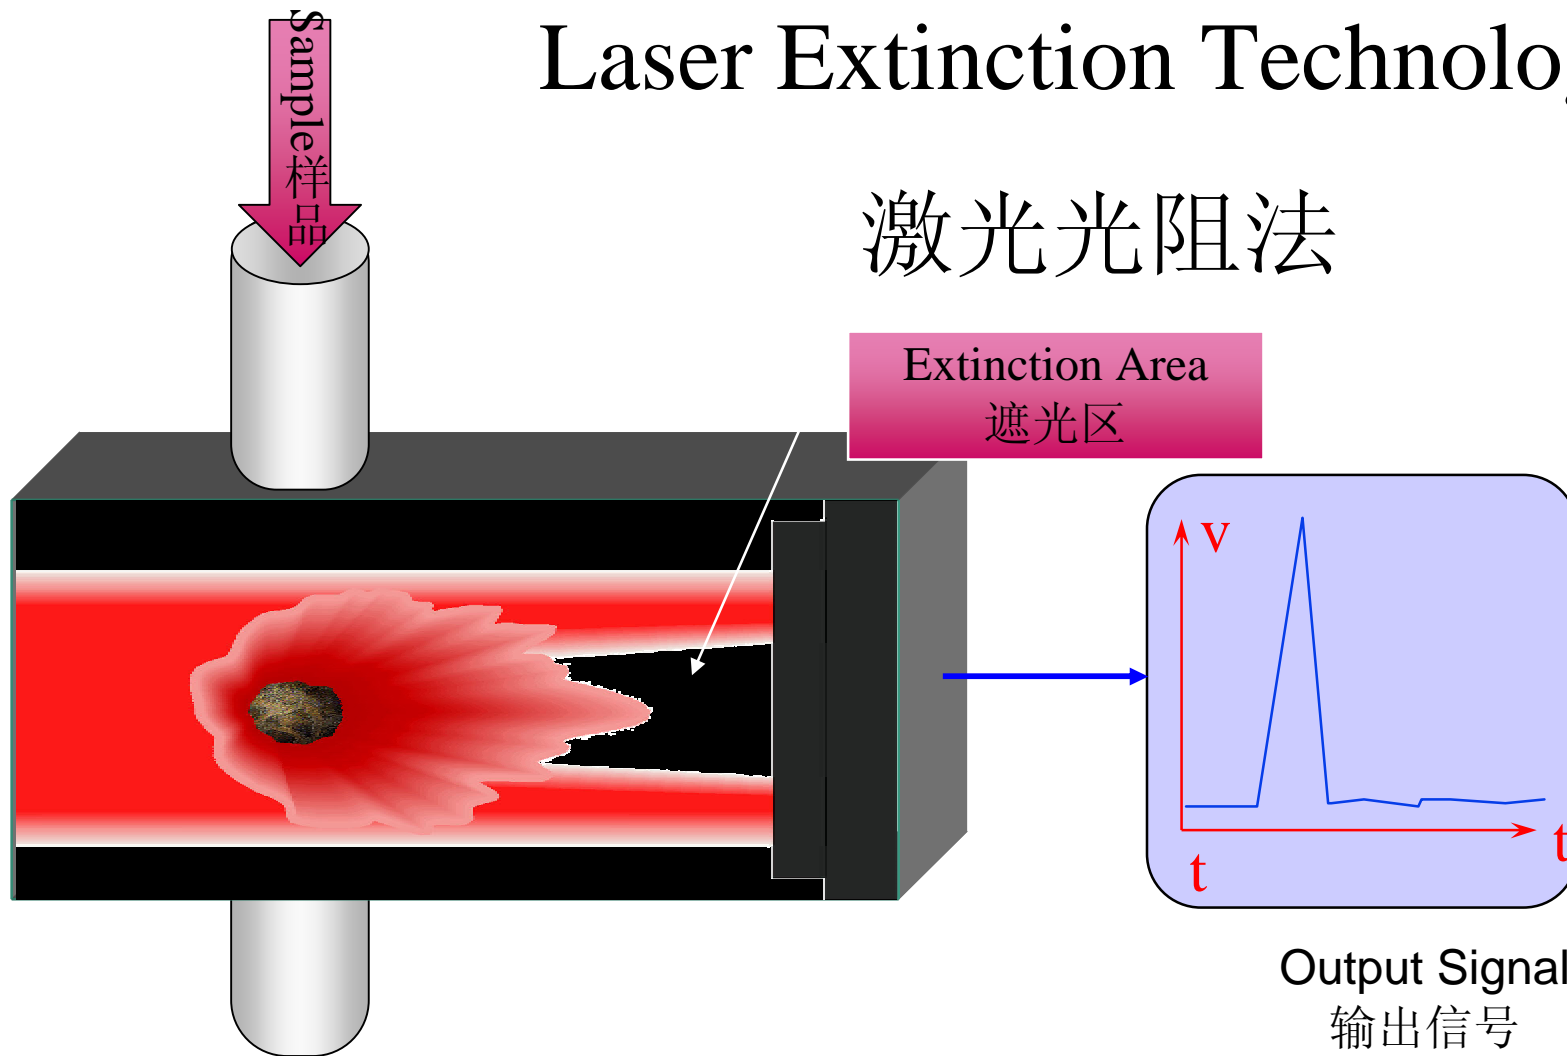 Laser Extinction Technolo
激光光阻法
Sample样品
Extinction Area
遮光区
v
t
t
Output Signal
输出信号